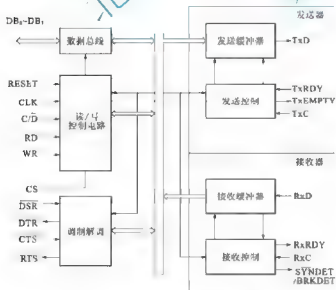 发送器
DB₀~DB₇
数据总线
发送缓冲器
TxD
RESET
CLK
C/D
RD
WR
读/写
控制电路
发送控制
TxRDY
TxEMPTY
TxC
接收器
CS
DSR
DTR
CTS
RTS
调制解调
接收缓冲器
RxD
接收控制
RxRDY
RxC
SYNDET
/BRKDET